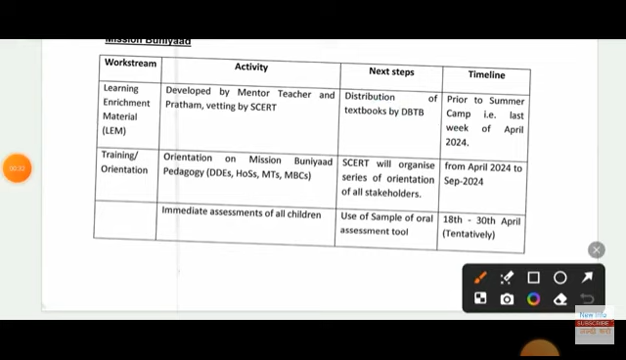 Mission Buniyaad
Workstream Activity Next steps Timeline
Learning
Enrichment
Material
(LEM)
Developed by Mentor Teacher and
Pratham, vetting by SCERT
Distribution of
textbooks by DBTB
Prior to Summer
Camp i.e. last
week of April
2024.
Training/
Orientation
Orientation on Mission Buniyaad
Pedagogy (DDEs, HoSs, MTs, MBCs)
SCERT will organise
series of orientation
of all stakeholders.
from April 2024 to
Sep-2024
Immediate assessments of all children
Use of Sample of oral
assessment tool
18th - 30th April
(Tentatively)
00:32
New Info
SUBSCRIBE